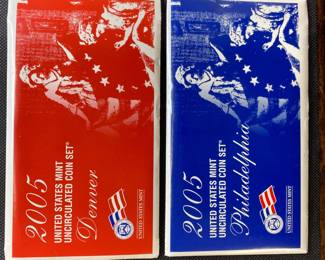 2005
UNITED STATES MINT
UNCIRCULATED COIN SET®
Denver
UNITED STATES MINT
2005
UNITED STATES MINT
UNCIRCULATED COIN SET®
Philadelphia
UNITED STATES MINT